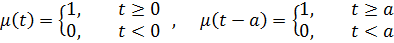 μ(t) = {1, t ≥ 0 , μ(t − a) = {1, t ≥ a
0, t < 0 0, t < a